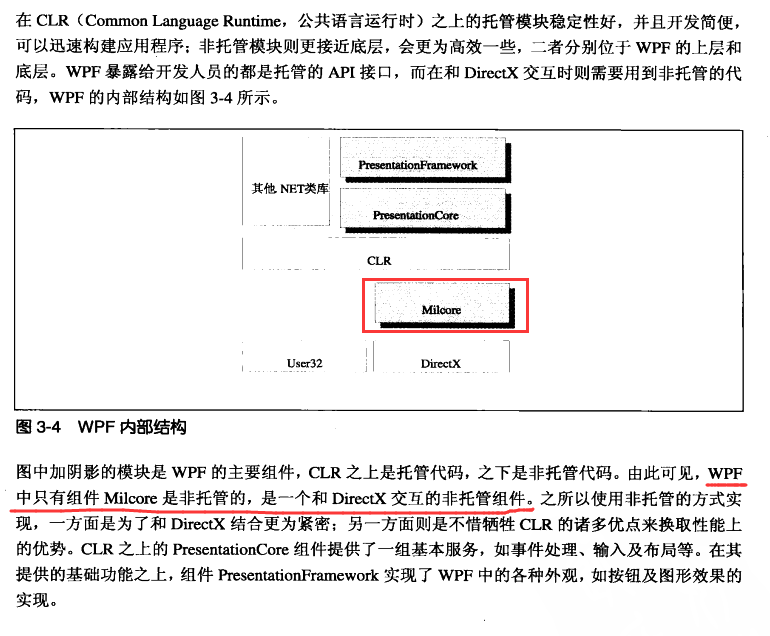 在 CLR（Common Language Runtime，公共语言运行时）之上的托管模块稳定性好，并且开发简便，
可以迅速构建应用程序；非托管模块则更接近底层，会更为高效一些，二者分别位于 WPF 的上层和
底层。WPF 暴露给开发人员的都是托管的 API 接口，而在和 DirectX 交互时则需要用到非托管的代
码，WPF 的内部结构如图 3-4 所示。
PresentationFramework
其他 .NET类库
PresentationCore
CLR
Milcore
User32 DirectX
图 3-4 WPF 内部结构
图中加阴影的模块是 WPF 的主要组件，CLR 之上是托管代码，之下是非托管代码。由此可见，WPF
中只有组件 Milcore 是非托管的，是一个和 DirectX 交互的非托管组件。之所以使用非托管的方式实
现，一方面是为了和 DirectX 结合更为紧密；另一方面则是不惜牺牲 CLR 的诸多优点来换取性能上
的优势。CLR 之上的 PresentationCore 组件提供了一组基本服务，如事件处理、输入及布局等。在其
提供的基础功能之上，组件 PresentationFramework 实现了 WPF 中的各种外观，如按钮及图形效果的
实现。